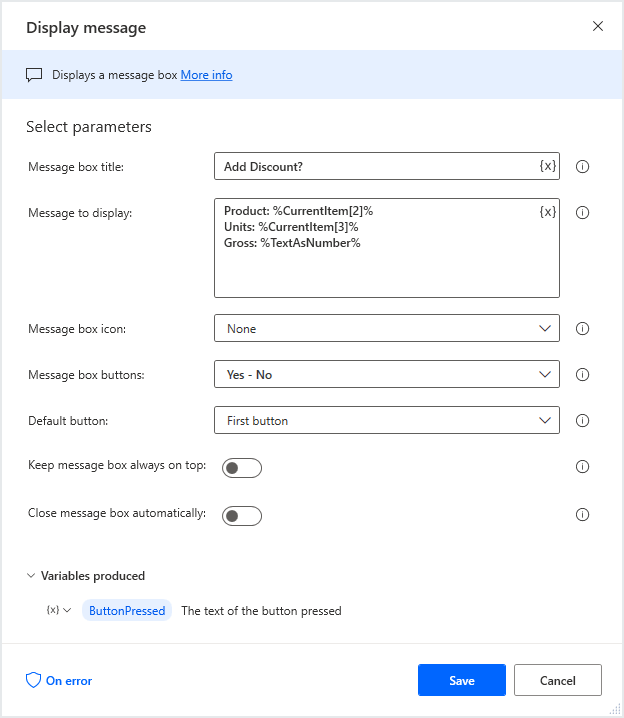 Display message
Displays a message box More info
Select parameters
Message box title:
Add Discount?
{x}
Message to display:
Product: %CurrentItem[2]%
Units: %CurrentItem[3]%
Gross: %TextAsNumber%
{x}
Message box icon:
None
Message box buttons:
Yes - No
Default button:
First button
Keep message box always on top:
Close message box automatically:
Variables produced
{x} ButtonPressed The text of the button pressed
On error
Save
Cancel